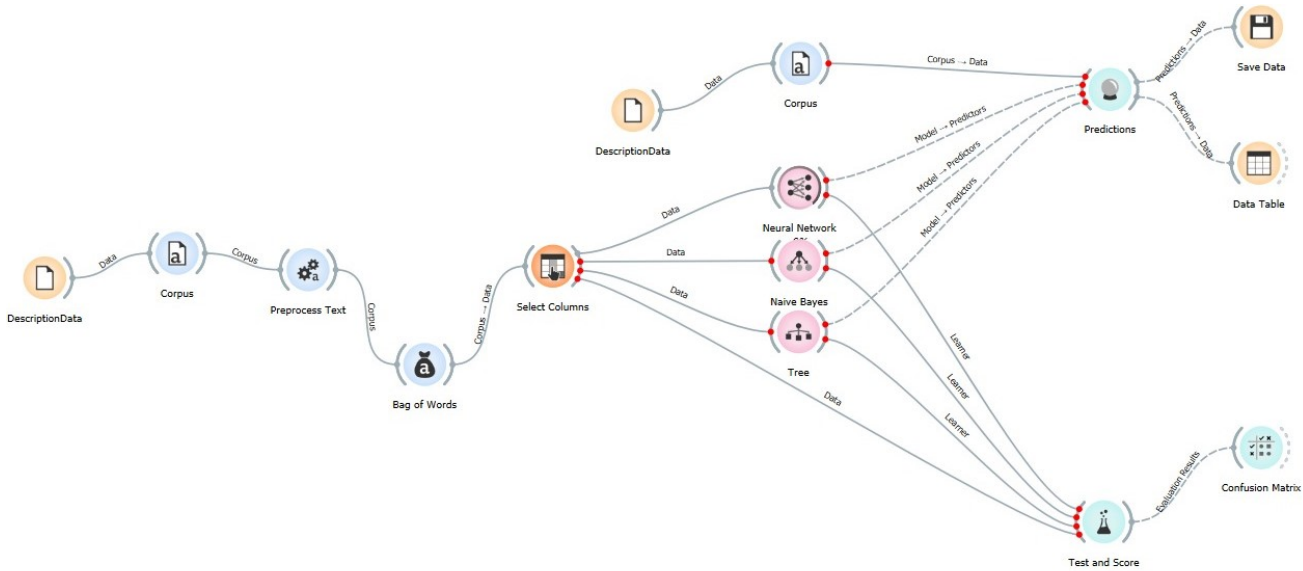 Save Data
Predictions → Data
Corpus → Data
Data
Corpus
Predictions
Predictions → Data
DescriptionData
Model → Predictors
Model → Predictors
Model → Predictors
Data Table
Data
Neural Network
Data
Naive Bayes
Data
Tree
Data
Corpus
Corpus
DescriptionData
Preprocess Text
Corpus
Bag of Words
Corpus → Data
Select Columns
Data
Learner
Learner
Learner
Evaluation Results
Confusion Matrix
Test and Score
a
a
a
a